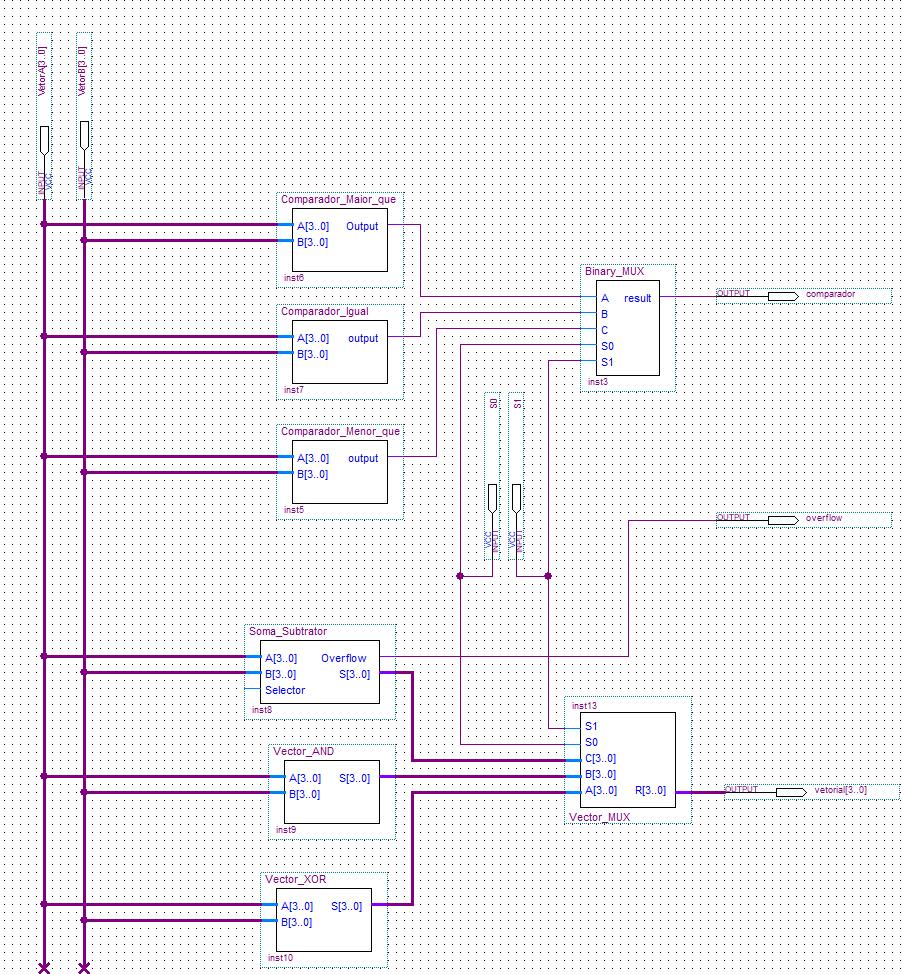 VetorA[3..0]
VetorB[3..0]
INPUT
VCC
INPUT
VCC
Comparador_Maior_que
A[3..0] Output
B[3..0]
inst6
Binary_MUX
A result
B
C
S0
S1
inst3
OUTPUT comparador
Comparador_Igual
A[3..0] output
B[3..0]
inst7
S0
S1
VCC
INPUT
VCC
INPUT
Comparador_Menor_que
A[3..0] output
B[3..0]
inst5
OUTPUT overflow
Soma_Subtrator
A[3..0] Overflow
B[3..0] S[3..0]
Selector
inst8
inst13
S1
S0
C[3..0]
B[3..0]
A[3..0] R[3..0]
Vector_MUX
OUTPUT vetorial[3..0]
Vector_AND
A[3..0] S[3..0]
B[3..0]
inst9
Vector_XOR
A[3..0] S[3..0]
B[3..0]
inst10